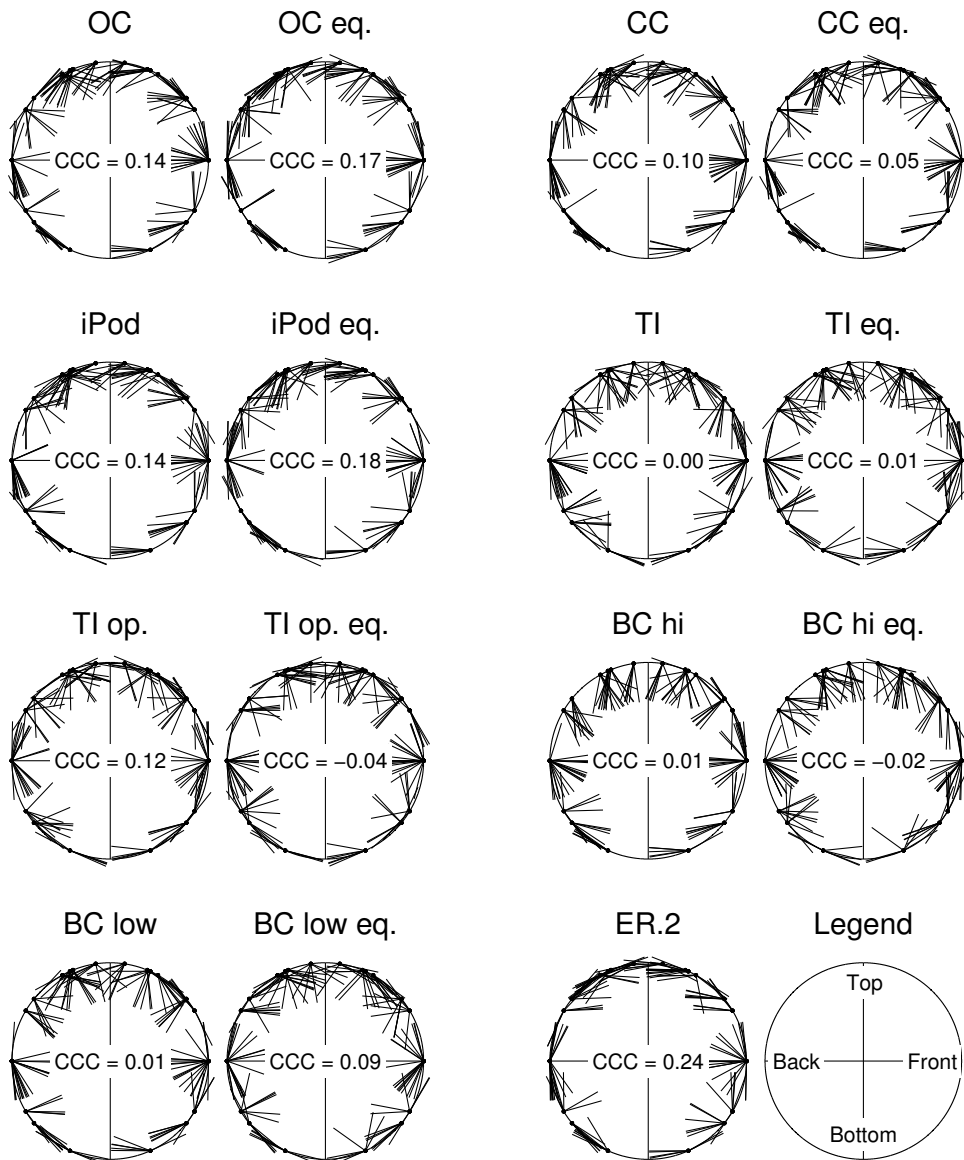 OC OC eq. CC CC eq.
CCC = 0.14 CCC = 0.17 CCC = 0.10 CCC = 0.05
iPod iPod eq. TI TI eq.
CCC = 0.14 CCC = 0.18 CCC = 0.00 CCC = 0.01
TI op. TI op. eq. BC hi BC hi eq.
CCC = 0.12 CCC = −0.04 CCC = 0.01 CCC = −0.02
BC low BC low eq. ER.2 Legend
Top
CCC = 0.01 CCC = 0.09 CCC = 0.24 Back Front
Bottom